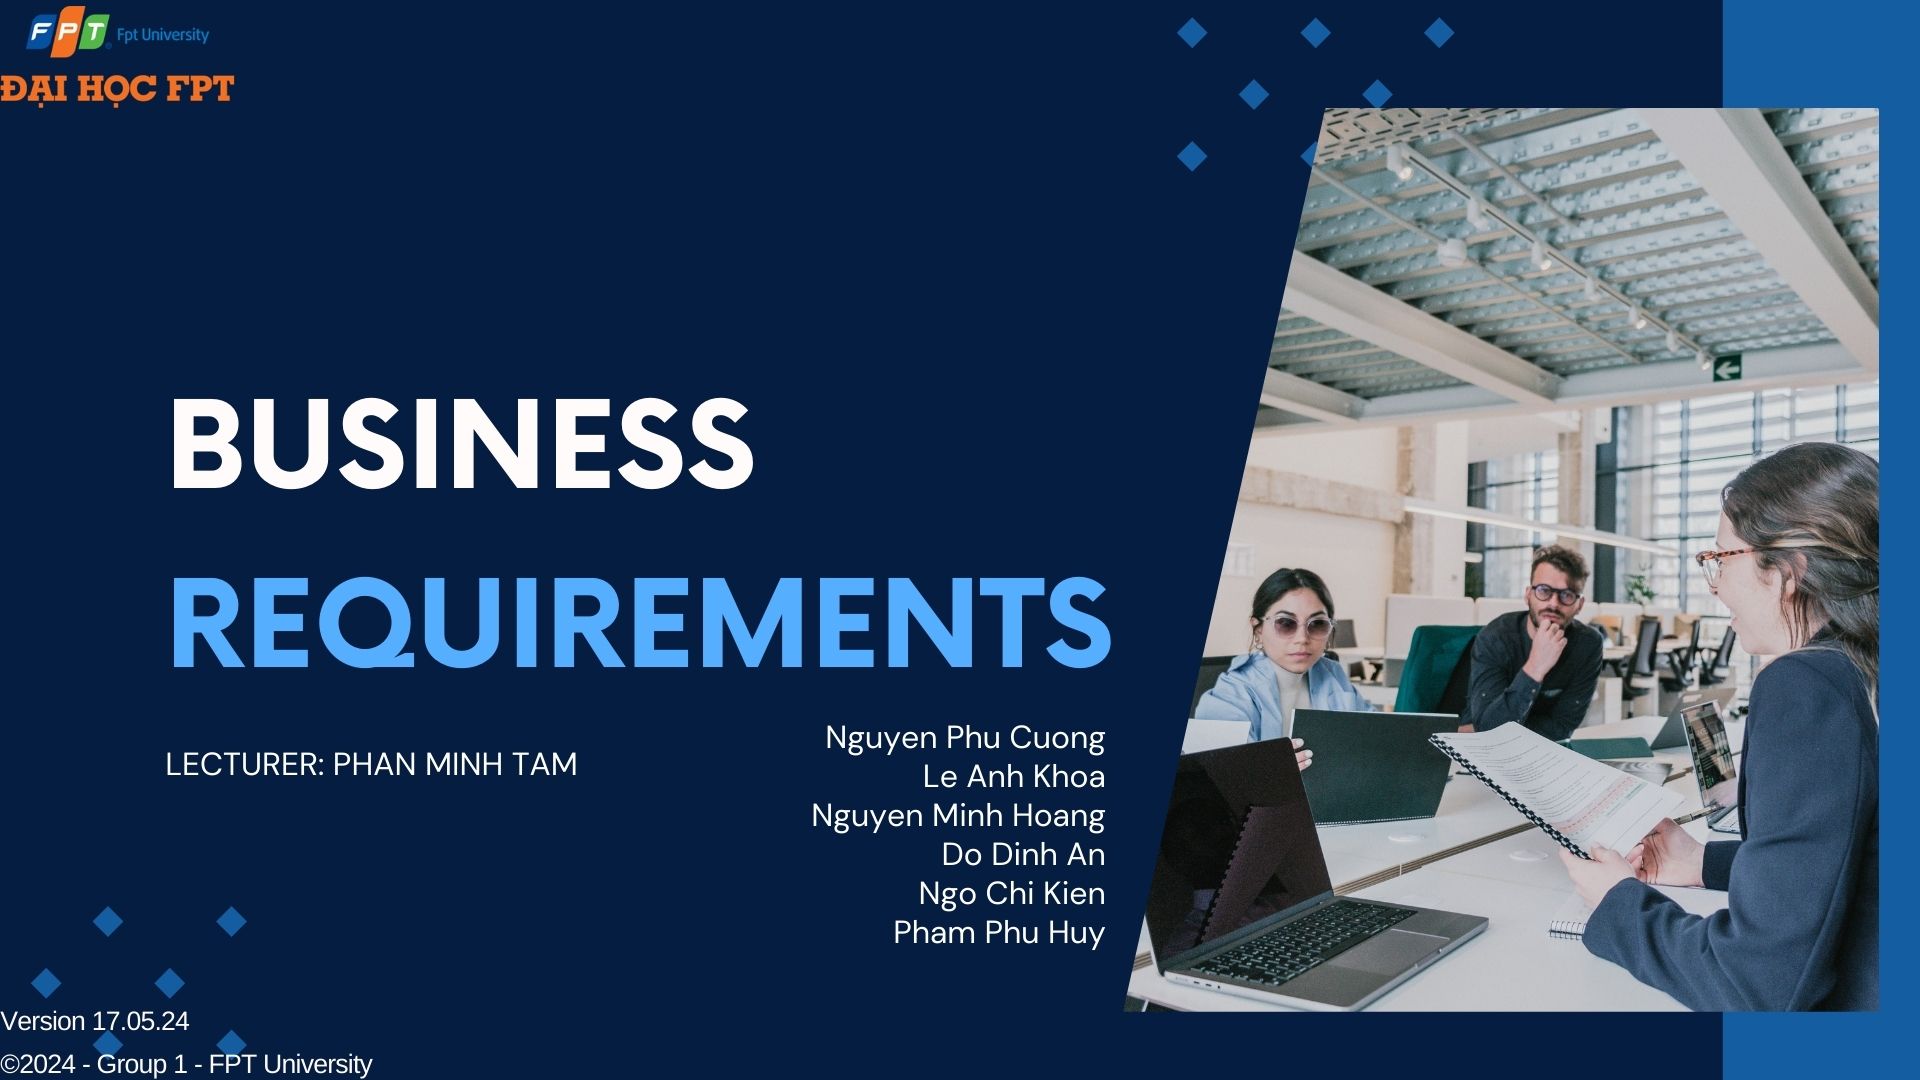 FPT Fpt University
ĐẠI HỌC FPT
BUSINESS
REQUIREMENTS
LECTURER: PHAN MINH TAM
Nguyen Phu Cuong
Le Anh Khoa
Nguyen Minh Hoang
Do Dinh An
Ngo Chi Kien
Pham Phu Huy
Version 17.05.24
©2024 - Group 1 - FPT University